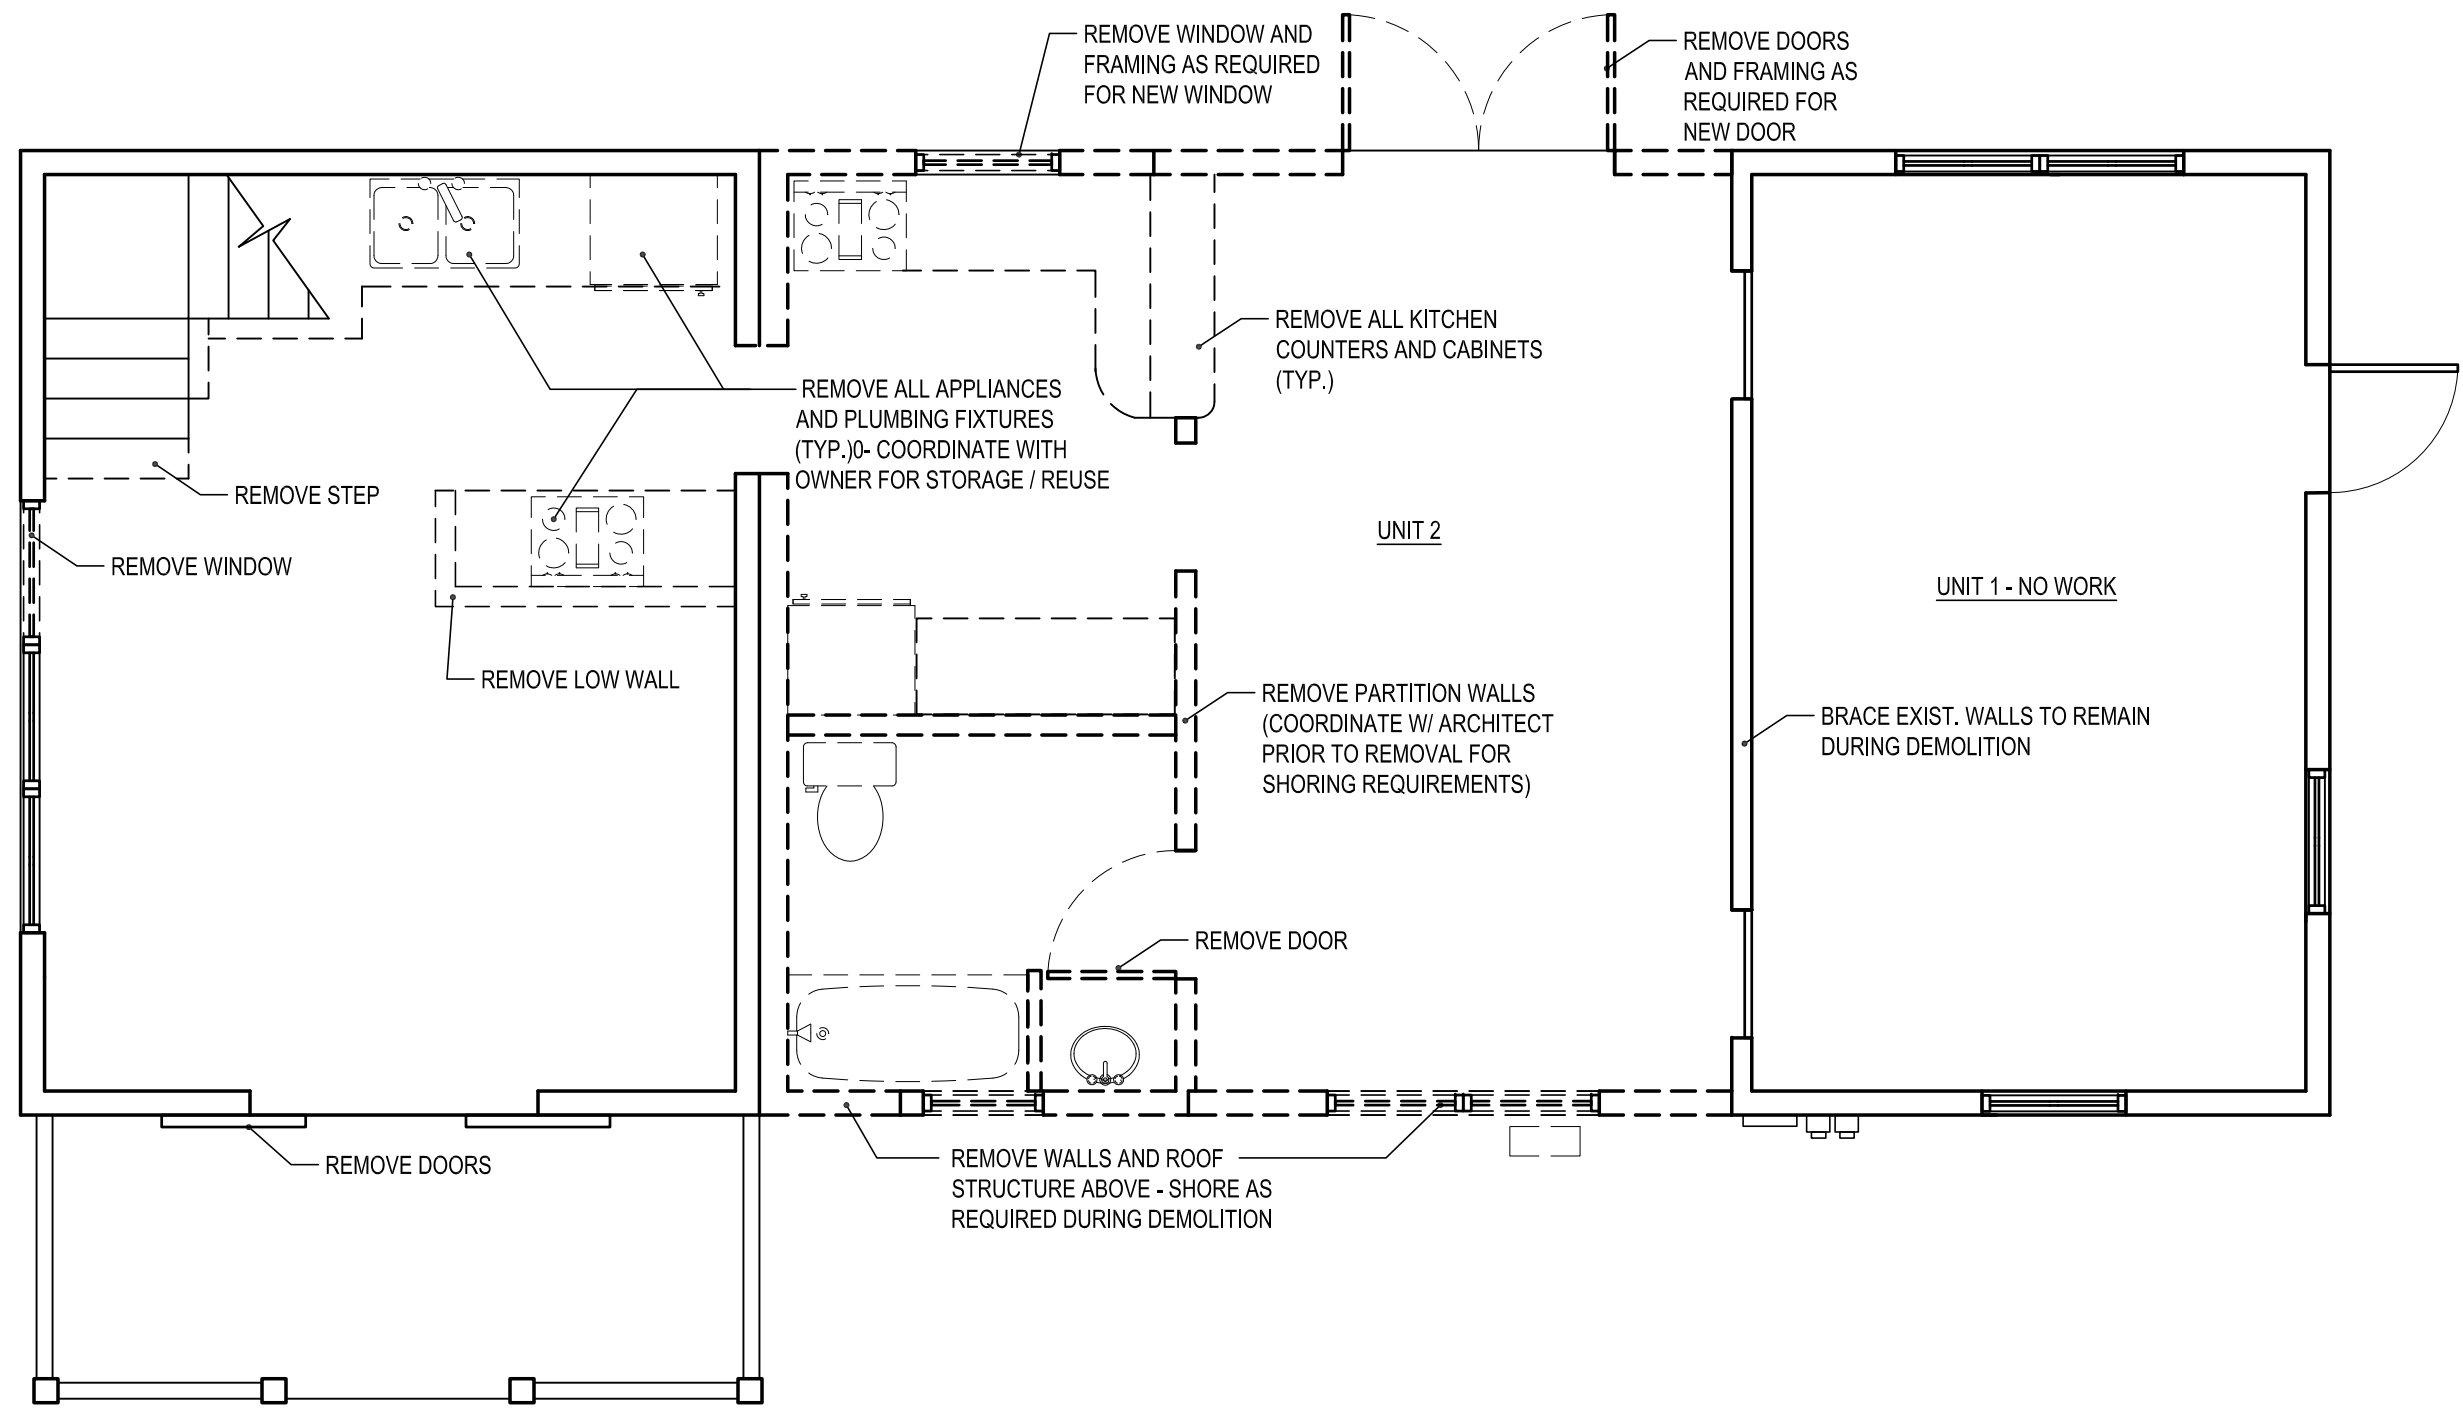 REMOVE WINDOW AND
FRAMING AS REQUIRED
FOR NEW WINDOW
REMOVE DOORS
AND FRAMING AS
REQUIRED FOR
NEW DOOR
REMOVE ALL KITCHEN
COUNTERS AND CABINETS
(TYP.)
REMOVE ALL APPLIANCES
AND PLUMBING FIXTURES
(TYP.)0- COORDINATE WITH
OWNER FOR STORAGE / REUSE
REMOVE STEP
REMOVE WINDOW
UNIT 2
UNIT 1 - NO WORK
REMOVE LOW WALL
REMOVE PARTITION WALLS
(COORDINATE W/ ARCHITECT
PRIOR TO REMOVAL FOR
SHORING REQUIREMENTS)
BRACE EXIST. WALLS TO REMAIN
DURING DEMOLITION
REMOVE DOOR
REMOVE DOORS
REMOVE WALLS AND ROOF
STRUCTURE ABOVE - SHORE AS
REQUIRED DURING DEMOLITION